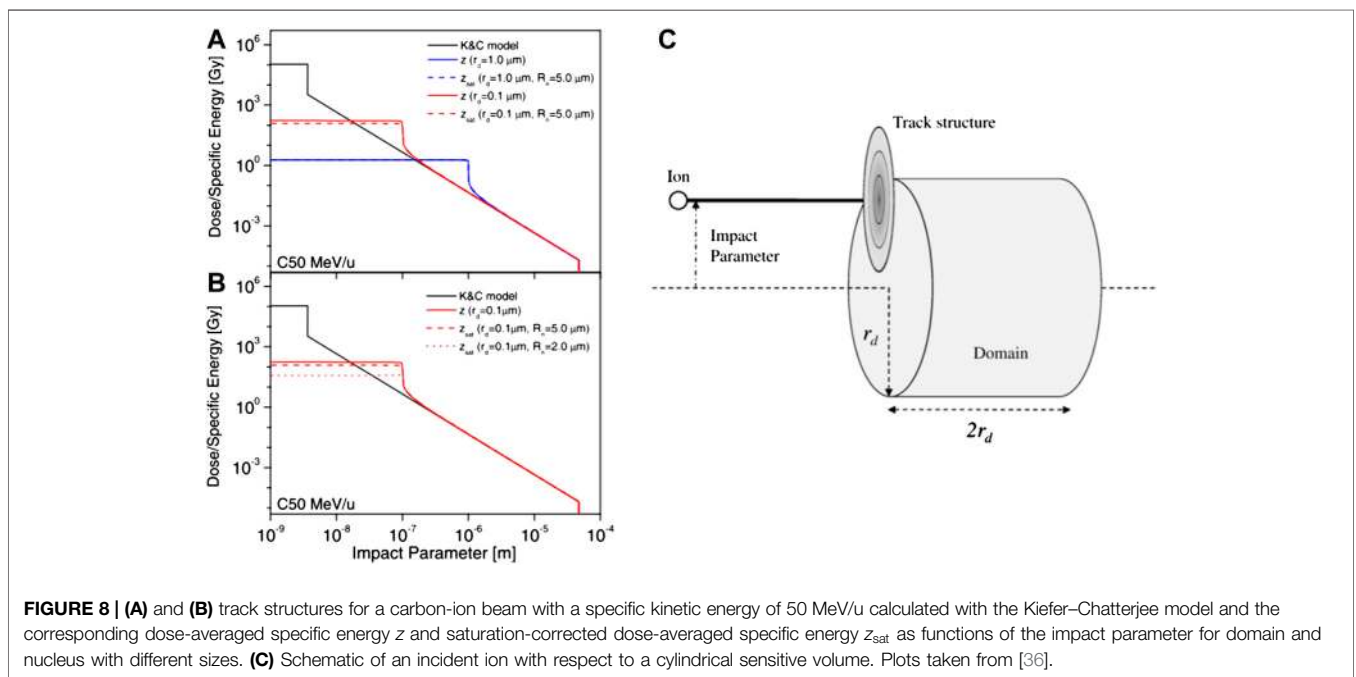 A
Dose/Specific Energy [Gy]
10^6
10^3
10^0
10^-3
K&C model
z (r_d=1.0 μm)
z_sat (r_d=1.0 μm, R_n=5.0 μm)
z (r_d=0.1 μm)
z_sat (r_d=0.1 μm, R_n=5.0 μm)
C50 MeV/u
B
Dose/Specific Energy [Gy]
10^6
10^3
10^0
10^-3
K&C model
z (r_d=0.1μm)
z_sat (r_d=0.1μm, R_n=5.0 μm)
z_sat (r_d=0.1μm, R_n=2.0 μm)
C50 MeV/u
10^-9 10^-8 10^-7 10^-6 10^-5 10^-4
Impact Parameter [m]
C
Track structure
Ion
Impact
Parameter
r_d
Domain
2r_d
FIGURE 8 | (A) and (B) track structures for a carbon-ion beam with a specific kinetic energy of 50 MeV/u calculated with the Kiefer–Chatterjee model and the
corresponding dose-averaged specific energy z and saturation-corrected dose-averaged specific energy z_sat as functions of the impact parameter for domain and
nucleus with different sizes. (C) Schematic of an incident ion with respect to a cylindrical sensitive volume. Plots taken from [36].